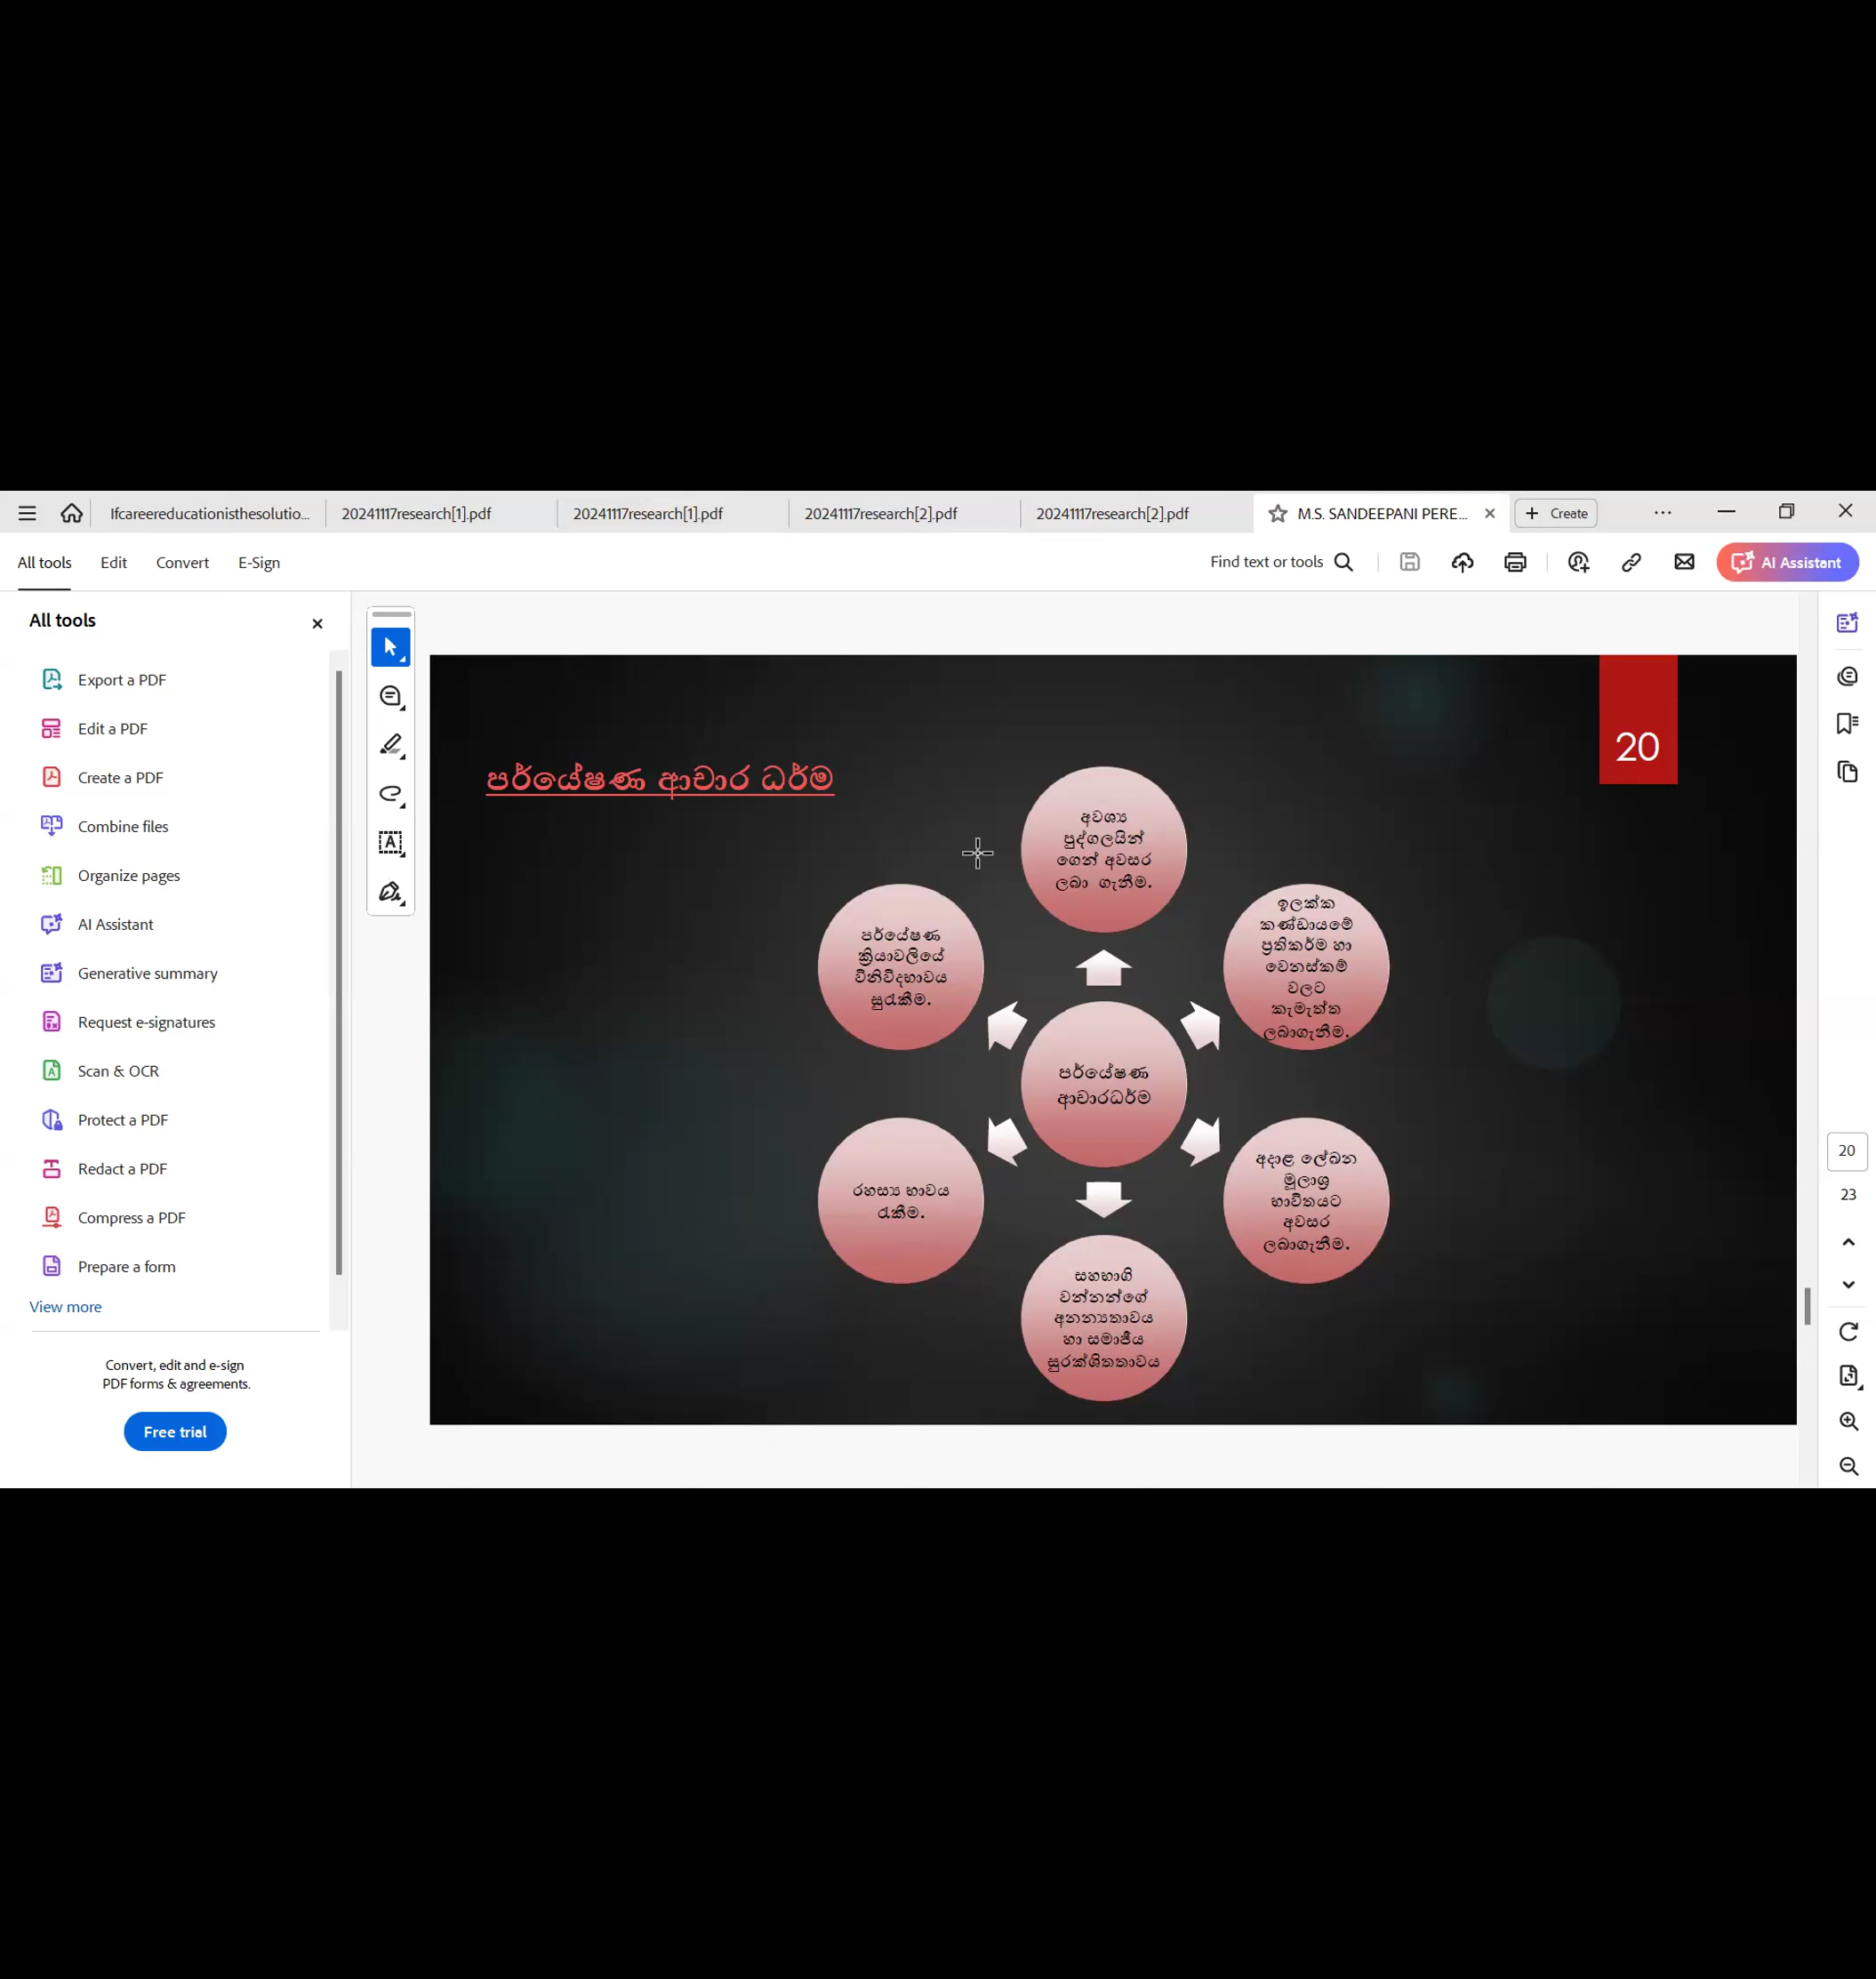 Ifcareereducationisthesolutio...
20241117research[1].pdf
20241117research[1].pdf
20241117research[2].pdf
20241117research[2].pdf
M.S. SANDEEPANI PERE...
Create
All tools
Edit
Convert
E-Sign
Find text or tools
AI Assistant
All tools
Export a PDF
Edit a PDF
Create a PDF
Combine files
Organize pages
AI Assistant
Generative summary
Request e-signatures
Scan & OCR
Protect a PDF
Redact a PDF
Compress a PDF
Prepare a form
View more
Convert, edit and e-sign
PDF forms & agreements.
Free trial
20
පර්යේෂණ ආචාර ධර්ම
අවශ්‍ය
පුද්ගලයින්
ගෙන් අවසර
ලබා ගැනීම.
ඉලක්ක
කණ්ඩායමේ
ප්‍රතිකර්ම හා
වෙනස්කම්
වලට
කැමැත්ත
ලබාගැනීම.
අදාළ ලේඛන
මූලාශ්‍ර
භාවිතයට
අවසර
ලබාගැනීම.
සහභාගි
වන්නන්ගේ
අනන්‍යතාවය
හා සමාජීය
සුරක්ශිතතාවය
රහස්‍ය භාවය
රැකීම.
පර්යේෂණ
ක්‍රියාවලියේ
විනිවිදභාවය
සුරැකීම.
පර්යේෂණ
ආචාරධර්ම
20
23